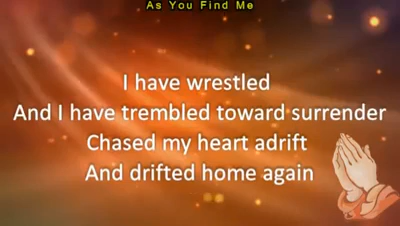 As You Find Me
I have wrestled
And I have trembled toward surrender
Chased my heart adrift
And drifted home again